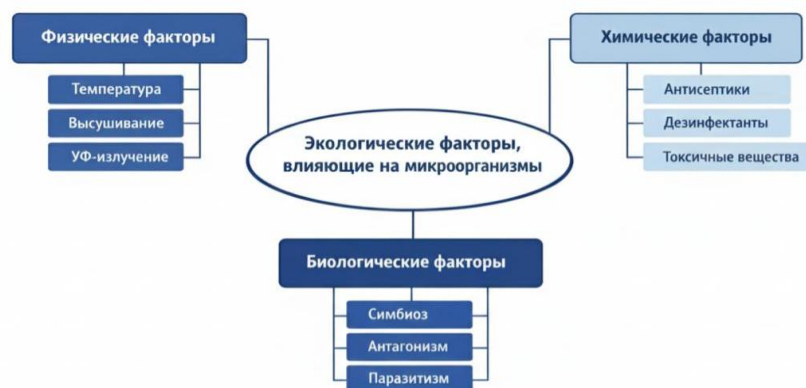 Физические факторы
Температура
Высушивание
УФ-излучение
Химические факторы
Антисептики
Дезинфектанты
Токсичные вещества
Экологические факторы,
влияющие на микроорганизмы
Биологические факторы
Симбиоз
Антагонизм
Паразитизм